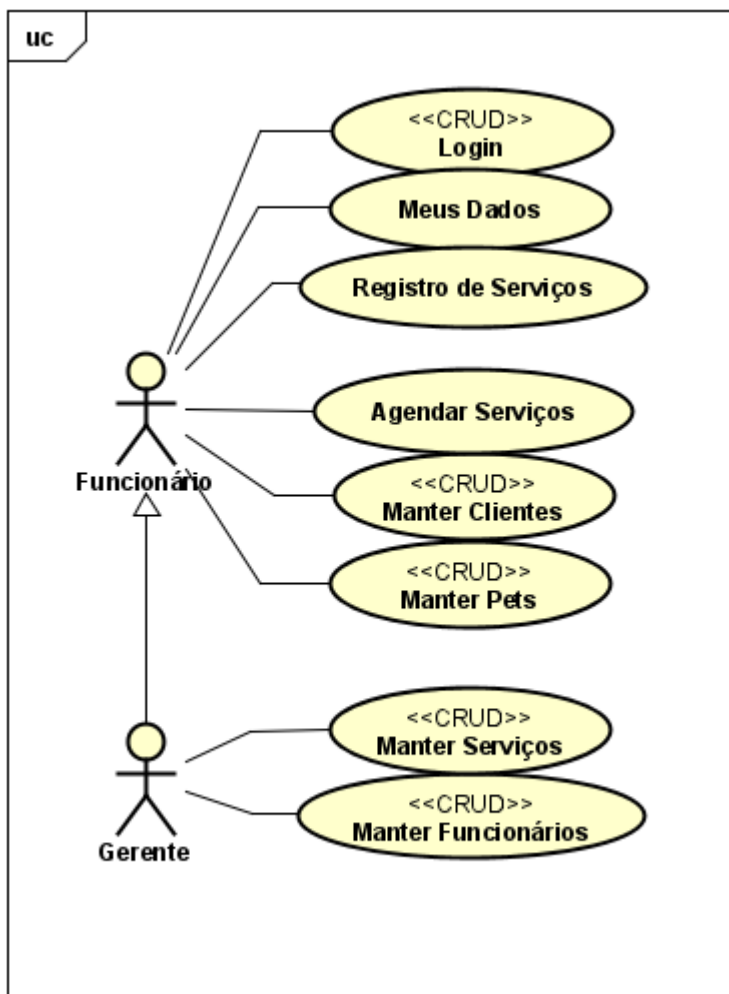 uc
<<CRUD>>
Login
Meus Dados
Registro de Serviços
Agendar Serviços
Funcionário
<<CRUD>>
Manter Clientes
<<CRUD>>
Manter Pets
<<CRUD>>
Manter Serviços
<<CRUD>>
Manter Funcionários
Gerente